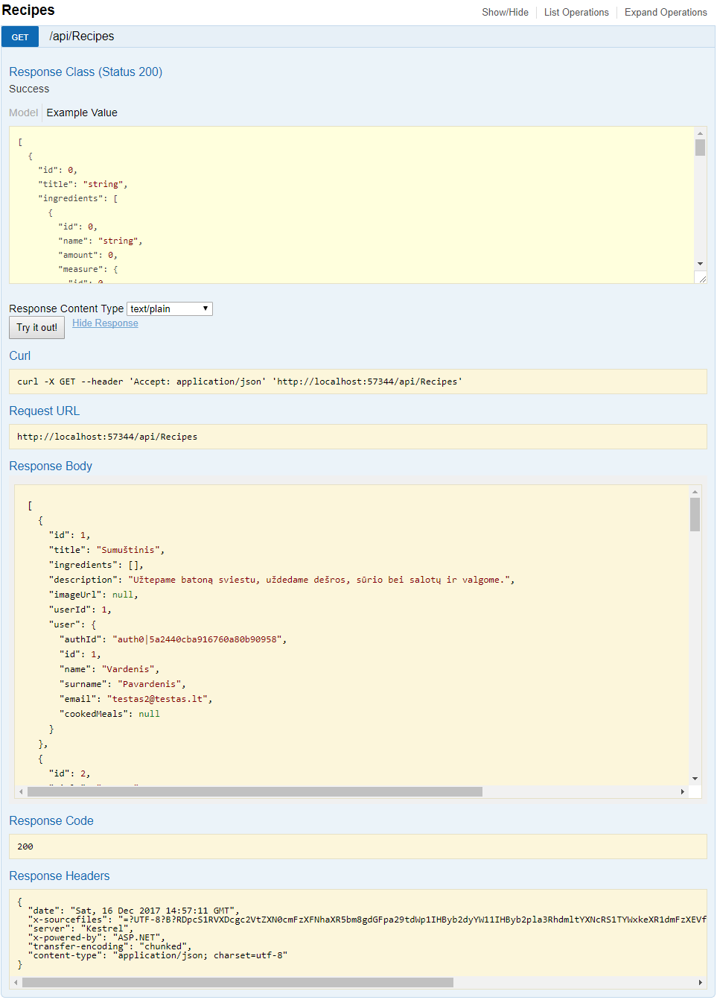 Recipes
Show/Hide List Operations Expand Operations
GET /api/Recipes
Response Class (Status 200)
Success
Model Example Value
[
  {
    "id": 0,
    "title": "string",
    "ingredients": [
      {
        "id": 0,
        "name": "string",
        "amount": 0,
        "measure": {
          "id": 0
Response Content Type text/plain
Try it out! Hide Response
Curl
curl -X GET --header 'Accept: application/json' 'http://localhost:57344/api/Recipes'
Request URL
http://localhost:57344/api/Recipes
Response Body
[
  {
    "id": 1,
    "title": "Sumuštinis",
    "ingredients": [],
    "description": "Užtepame batoną sviestu, uždedame dešros, sūrio bei salotų ir valgome.",
    "imageUrl": null,
    "userId": 1,
    "user": {
      "authId": "auth0|5a2440cba916760a80b90958",
      "id": 1,
      "name": "Vardenis",
      "surname": "Pavardenis",
      "email": "testas2@testas.lt",
      "cookedMeals": null
    }
  },
  {
    "id": 2,
Response Code
200
Response Headers
{
  "date": "Sat, 16 Dec 2017 14:57:11 GMT",
  "x-sourcefiles": "=?UTF-8?B?RDpcS1RVXDcgc2VtZXN0cmFzXFNhaXR5bm8gdGFpa29tdWp1IHByb2dyYW11IHByb2pla3RhdmltYXNcRS1TYWxkeXR1dmFzXEVf
  "server": "Kestrel",
  "x-powered-by": "ASP.NET",
  "transfer-encoding": "chunked",
  "content-type": "application/json; charset=utf-8"
}